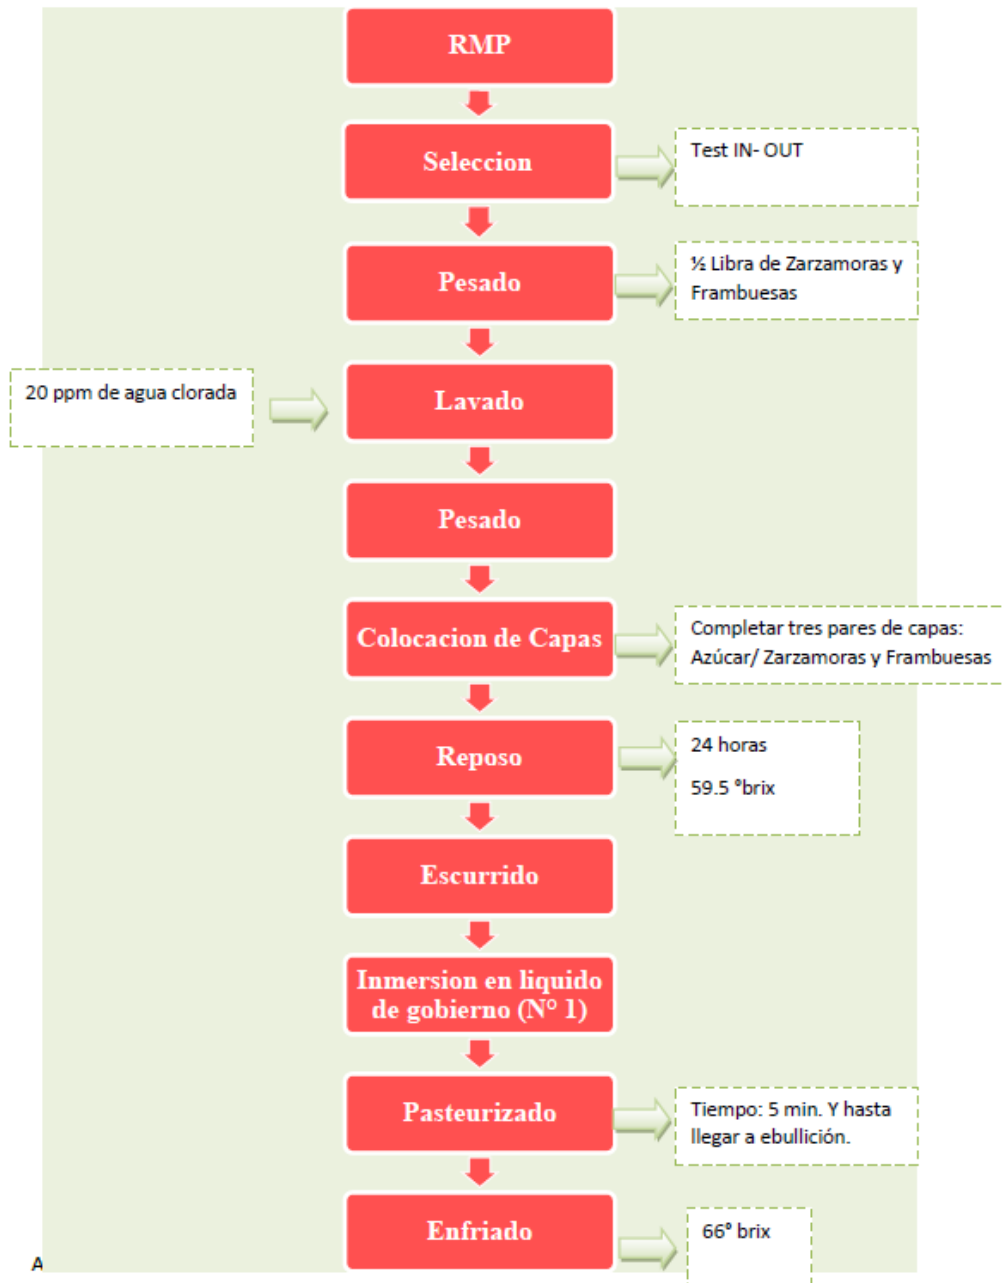 RMP
Seleccion
Test IN- OUT
Pesado
½ Libra de Zarzamoras y
Frambuesas
20 ppm de agua clorada
Lavado
Pesado
Colocacion de Capas
Completar tres pares de capas:
Azúcar/ Zarzamoras y Frambuesas
Reposo
24 horas
59.5 °brix
Escurrido
Inmersion en liquido
de gobierno (N° 1)
Pasteurizado
Tiempo: 5 min. Y hasta
llegar a ebullición.
Enfriado
66° brix
A